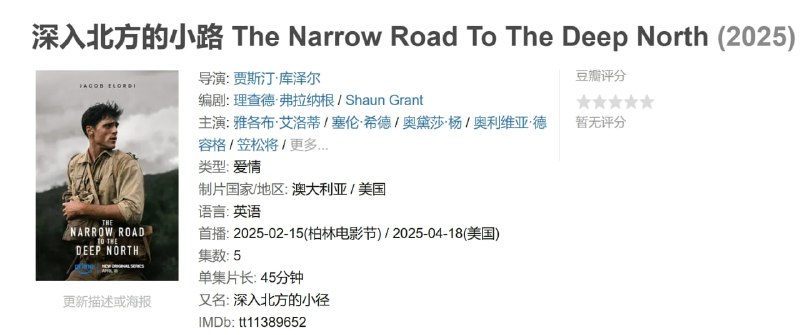 深入北方的小路 The Narrow Road To The Deep North (2025)
JACOB ELORDI
THE
NARROW ROAD
TO THE
DEEP NORTH
prime
NEW ORIGINAL SERIES
APRIL 18
更新描述或海报
导演: 贾斯汀·库泽尔
编剧: 理查德·弗拉纳根 / Shaun Grant
主演: 雅各布·艾洛蒂 / 塞伦·希德 / 奥黛莎·杨 / 奥利维亚·德
容格 / 笠松将 / 更多...
类型: 爱情
制片国家/地区: 澳大利亚 / 美国
语言: 英语
首播: 2025-02-15(柏林电影节) / 2025-04-18(美国)
集数: 5
单集片长: 45分钟
又名: 深入北方的小径
IMDb: tt11389652
豆瓣评分
暂无评分